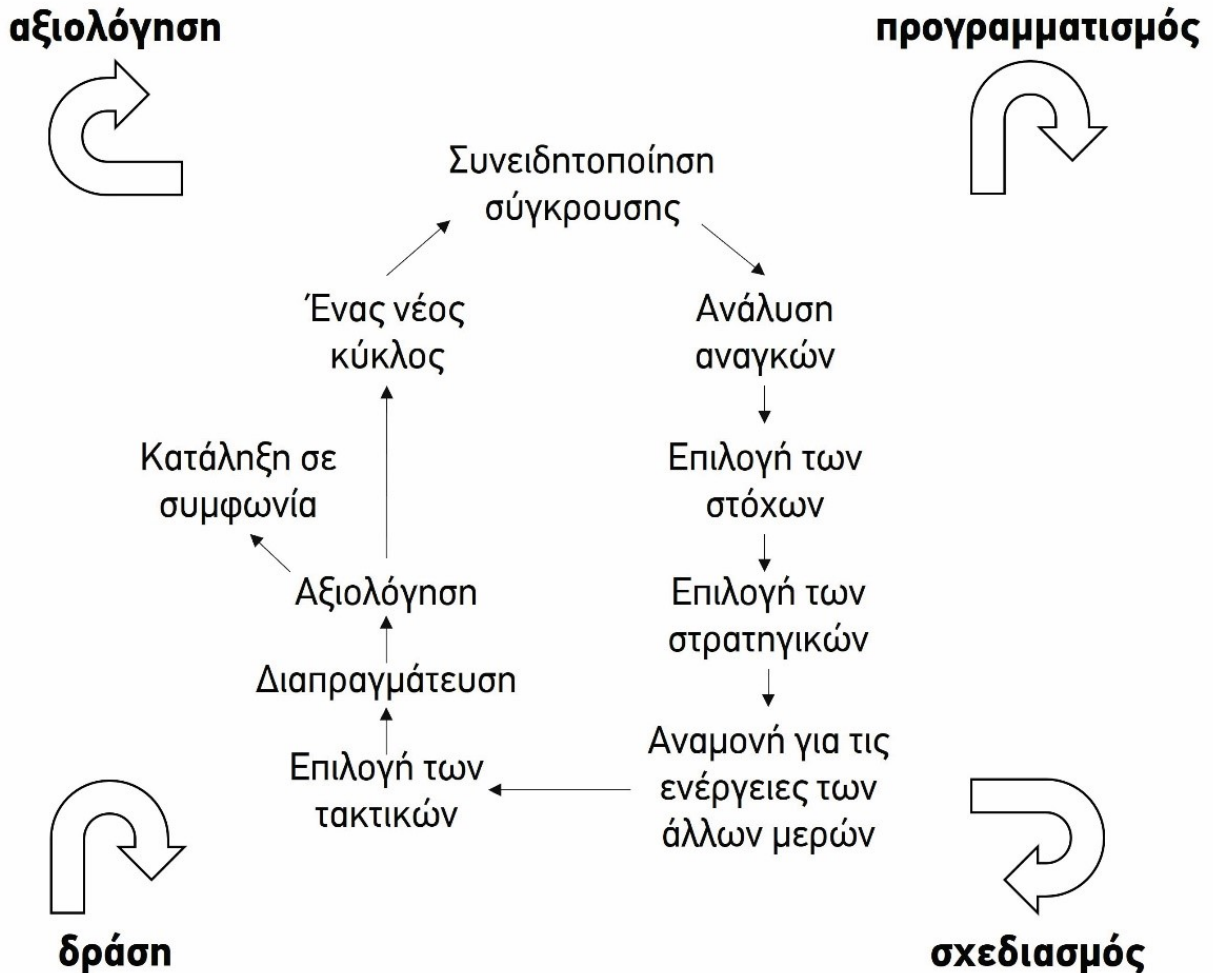 αξιολόγηση
προγραμματισμός
Συνειδητοποίηση
σύγκρουσης
Ένας νέος
κύκλος
Ανάλυση
αναγκών
Κατάληξη σε
συμφωνία
Επιλογή των
στόχων
Αξιολόγηση
Επιλογή των
στρατηγικών
Διαπραγμάτευση
Επιλογή των
τακτικών
Αναμονή για τις
ενέργειες των
άλλων μερών
δράση
σχεδιασμός